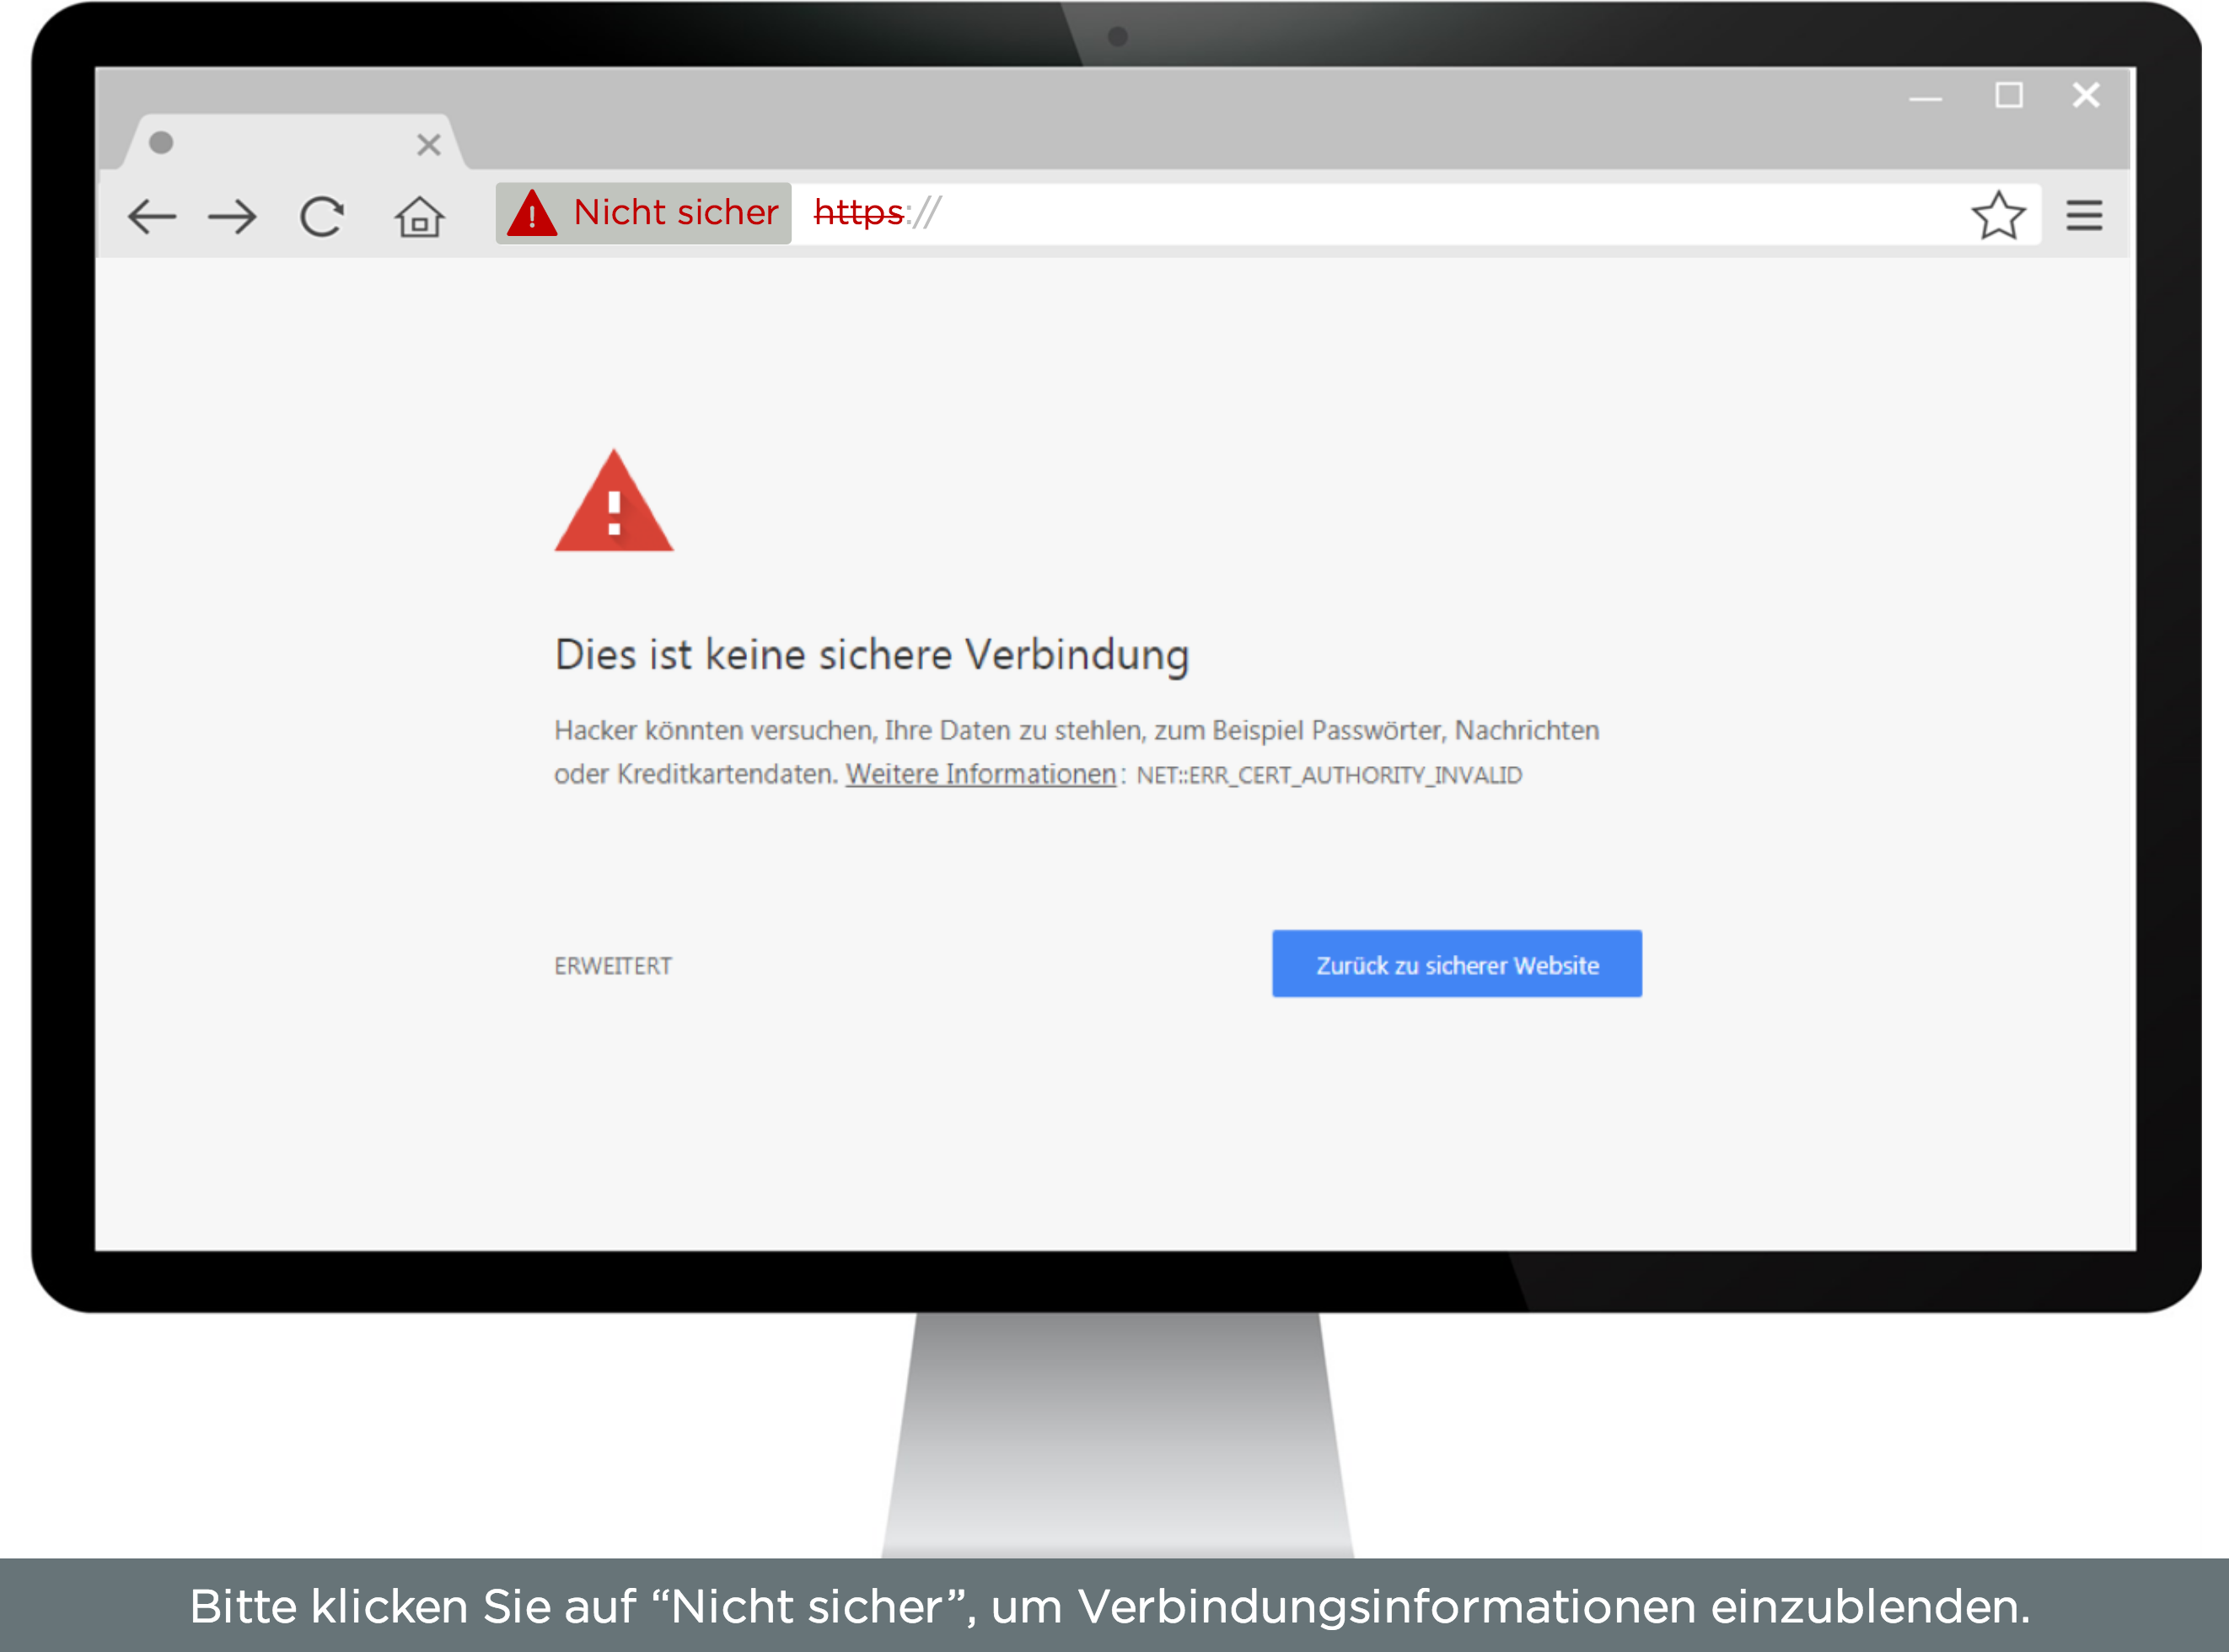 Nicht sicher https://
Dies ist keine sichere Verbindung
Hacker könnten versuchen, Ihre Daten zu stehlen, zum Beispiel Passwörter, Nachrichten
oder Kreditkartendaten. Weitere Informationen: NET::ERR_CERT_AUTHORITY_INVALID
ERWEITERT
Zurück zu sicherer Website
Bitte klicken Sie auf “Nicht sicher”, um Verbindungsinformationen einzublenden.